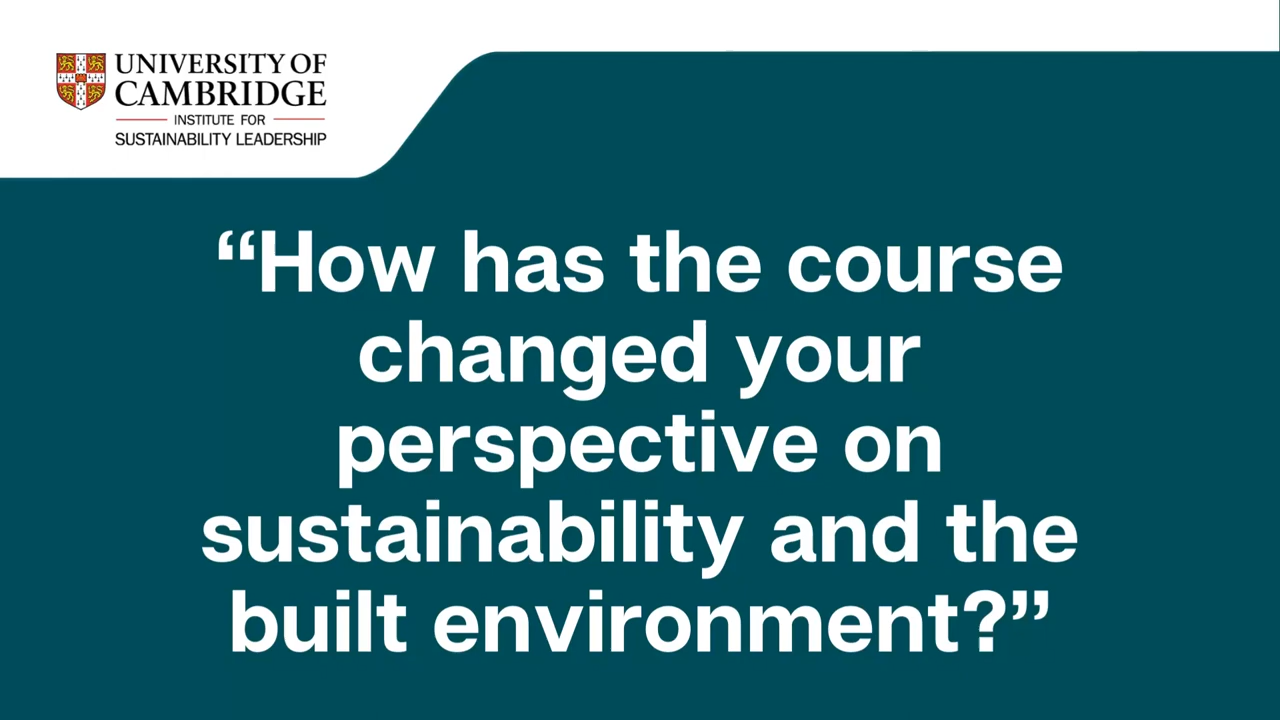 UNIVERSITY OF
CAMBRIDGE
INSTITUTE FOR
SUSTAINABILITY LEADERSHIP
“How has the course
changed your
perspective on
sustainability and the
built environment?”